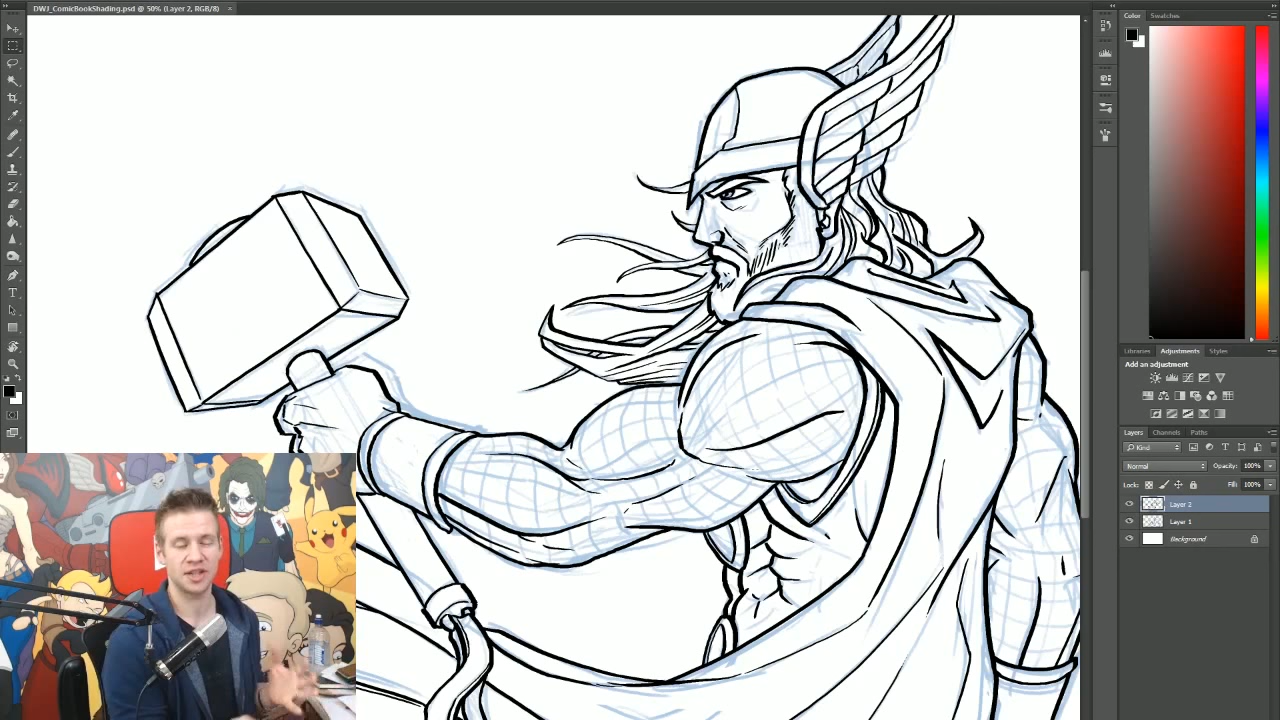 DWJ_ComicBookShading.psd @ 50% (Layer 2, RGB/8)
Color Swatches
Libraries Adjustments Styles
Add an adjustment
Layers Channels Paths
Kind
Normal Opacity: 100%
Lock: Fill: 100%
Layer 2
Layer 1
Background